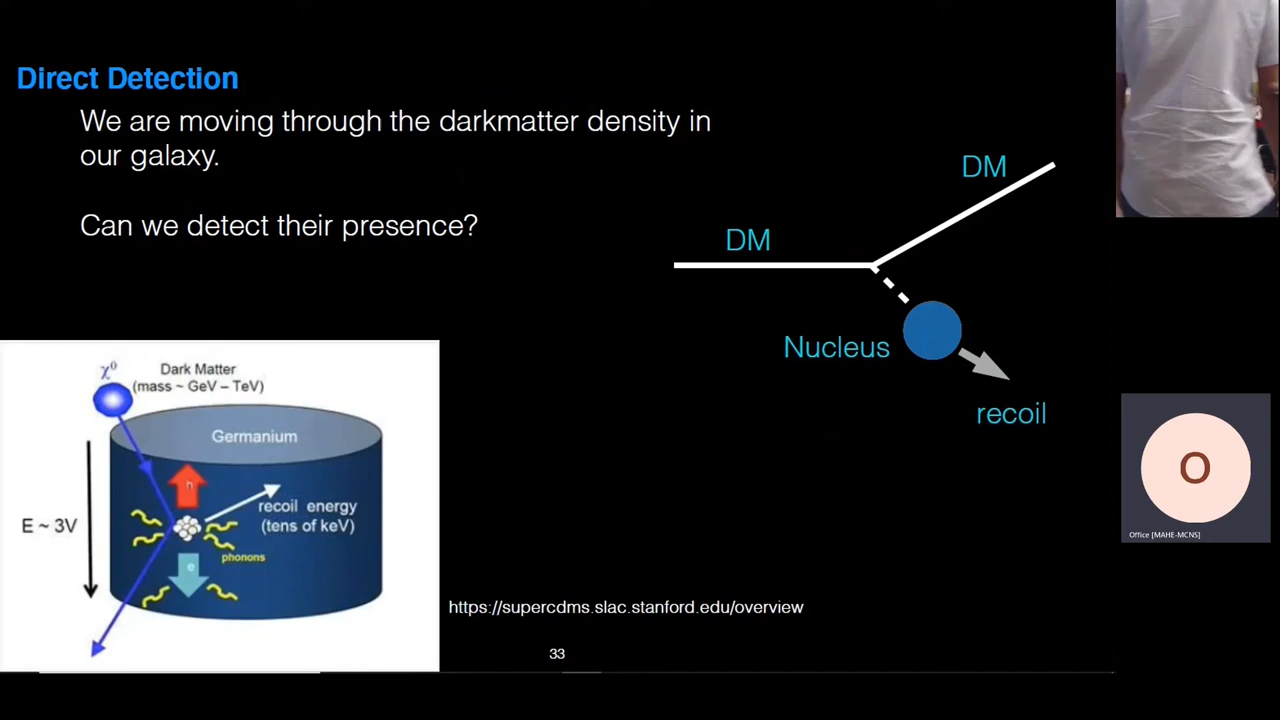 Direct Detection
We are moving through the darkmatter density in
our galaxy.
Can we detect their presence?
DM
DM
Nucleus
recoil
χ⁰
Dark Matter
(mass ~ GeV – TeV)
Germanium
h
recoil energy
(tens of keV)
E ~ 3V
phonons
e
https://supercdms.slac.stanford.edu/overview
33
O
Office [MAHE-MCNS]